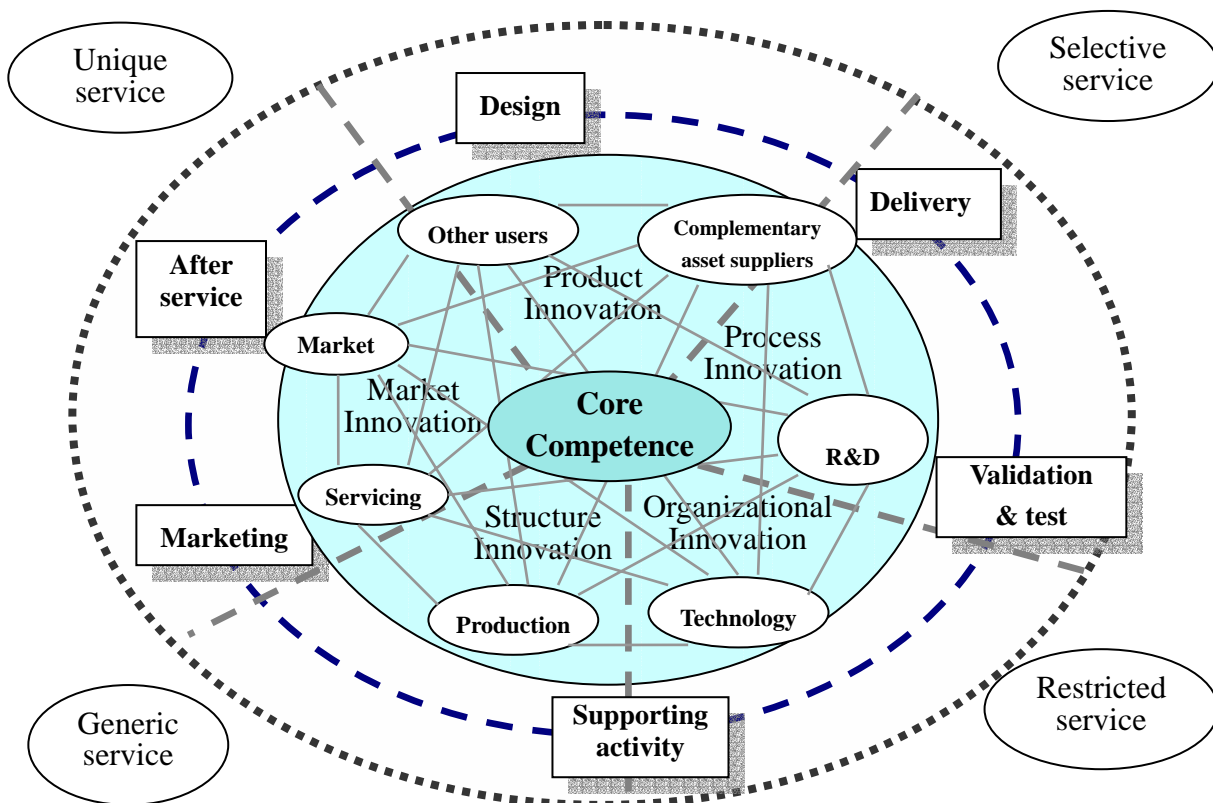 Unique
service
Selective
service
Design
Delivery
Other users
Complementary
asset suppliers
After
service
Product
Innovation
Market
Process
Innovation
Market
Innovation
Core
Competence
R&D
Servicing
Validation
& test
Structure
Innovation
Organizational
Innovation
Marketing
Production
Technology
Supporting
activity
Generic
service
Restricted
service